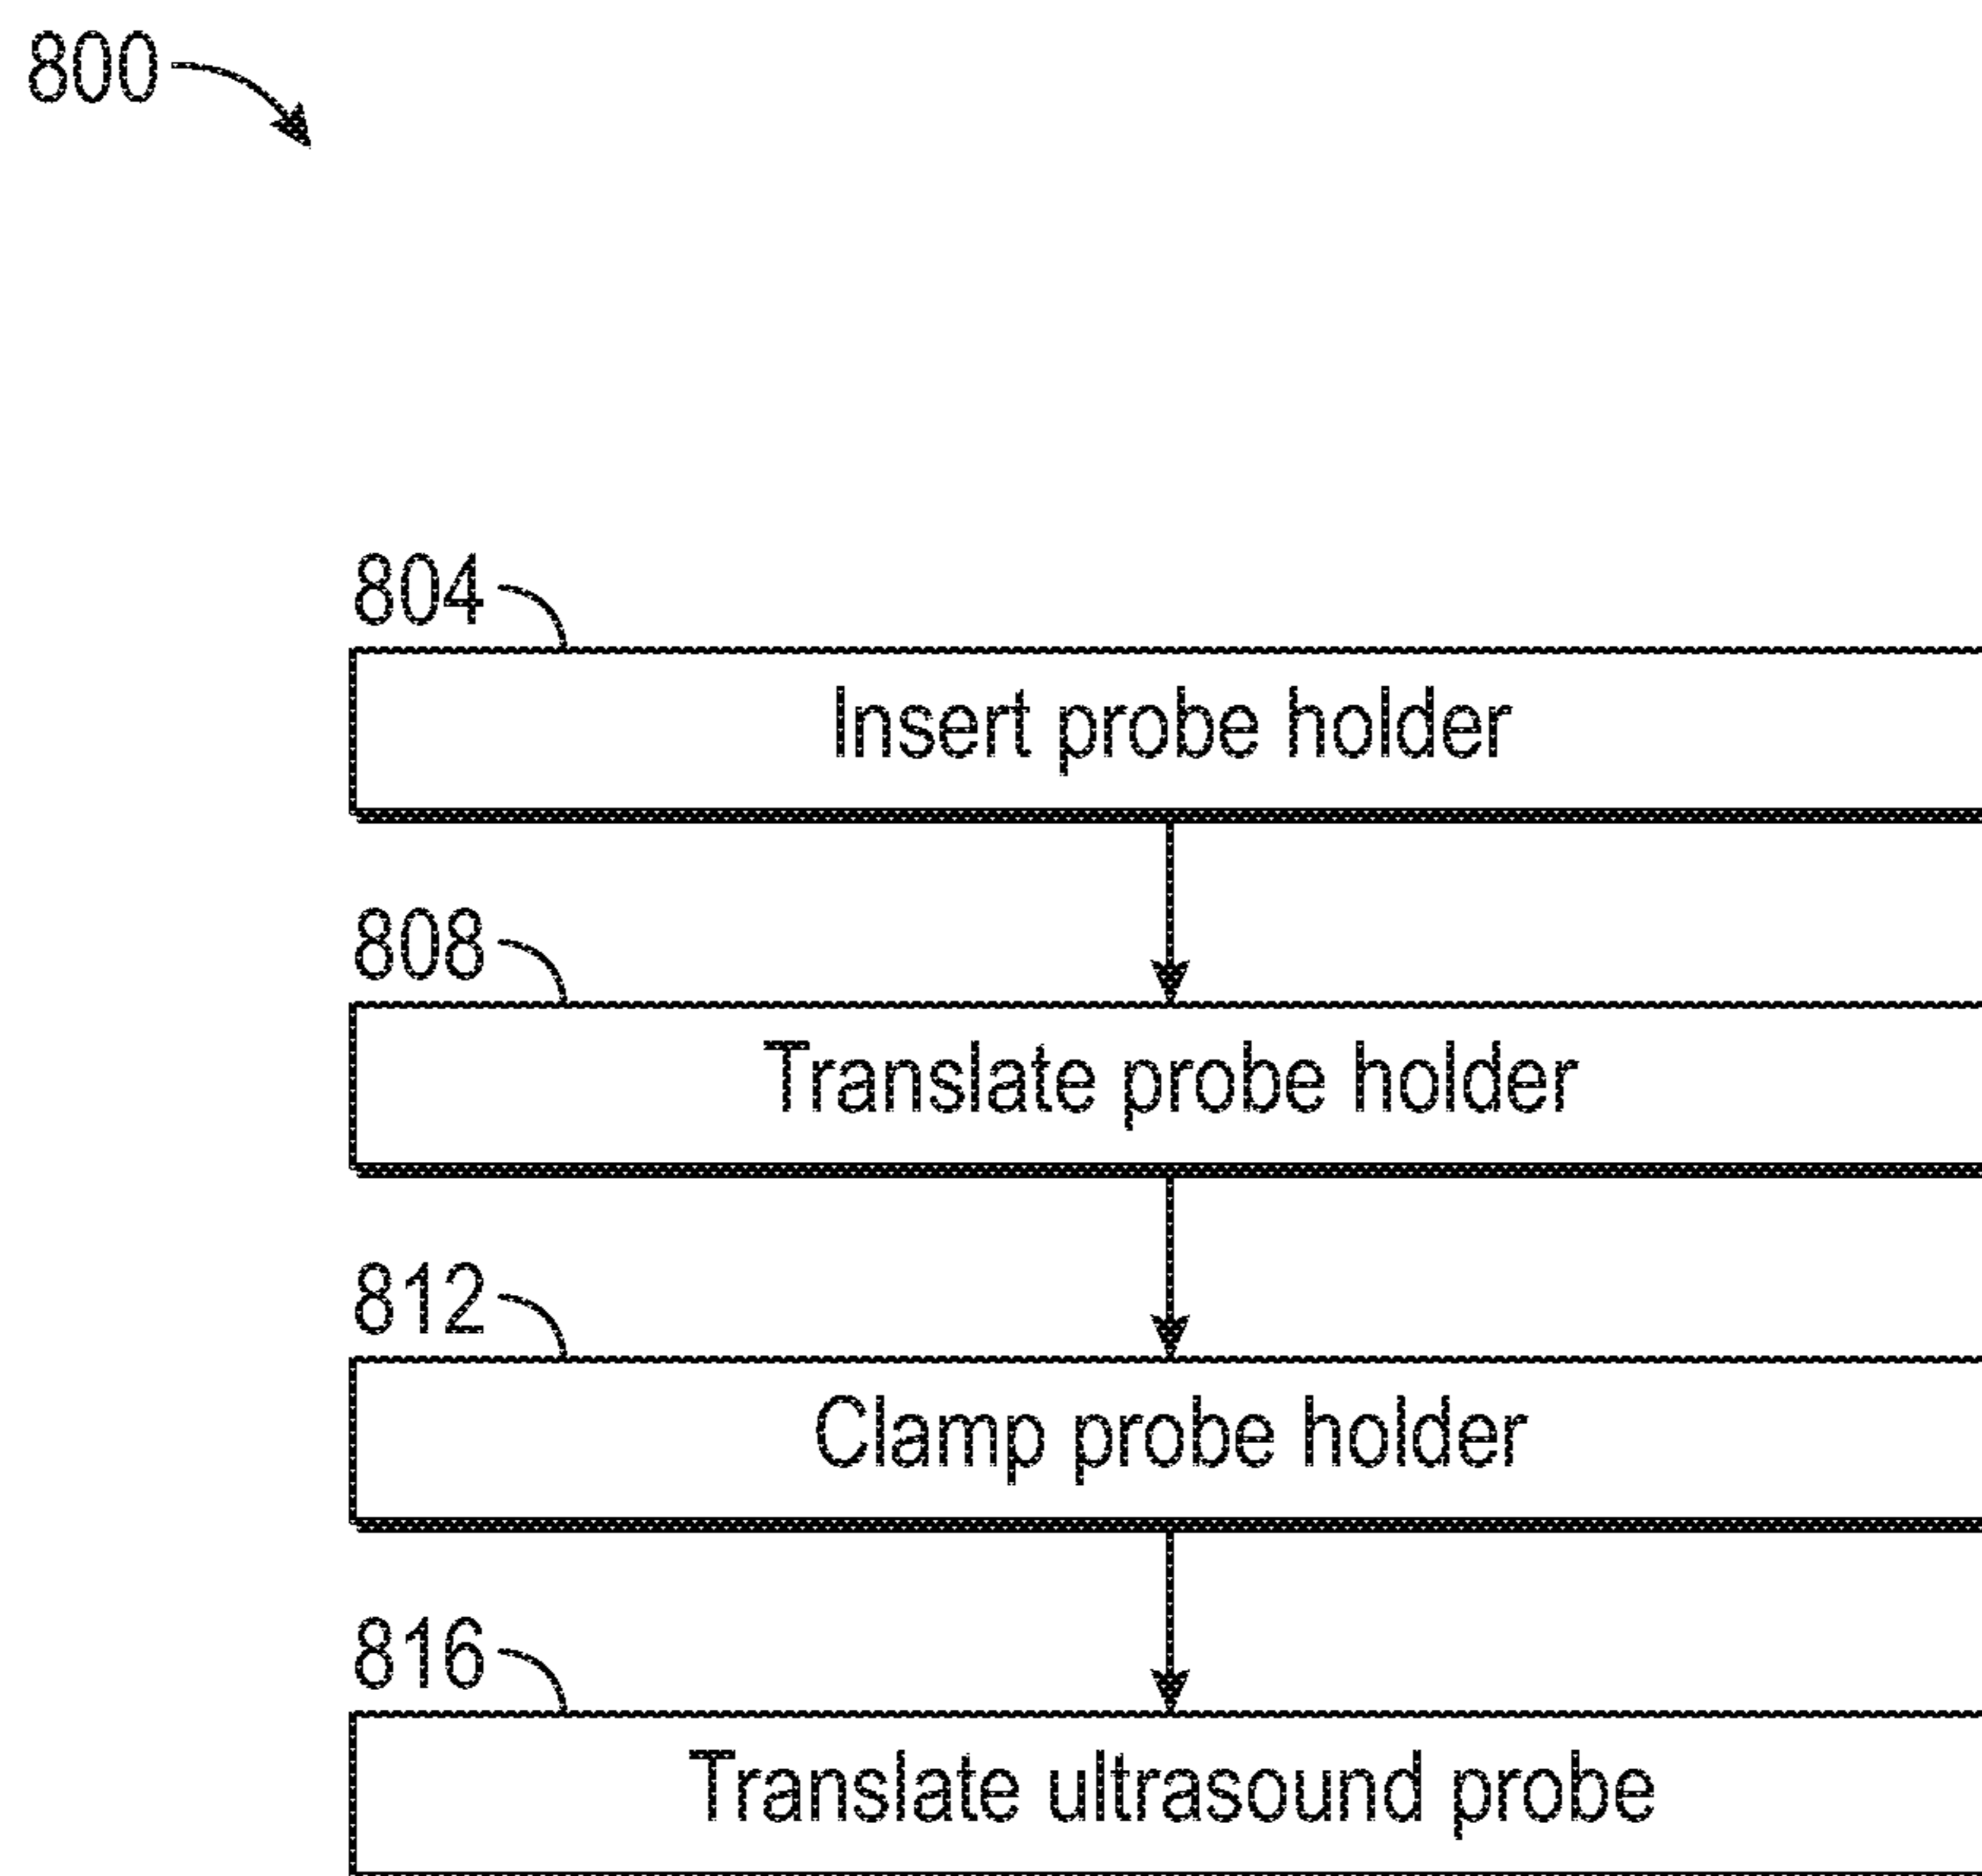 800
804
Insert probe holder
808
Translate probe holder
812
Clamp probe holder
816
Translate ultrasound probe